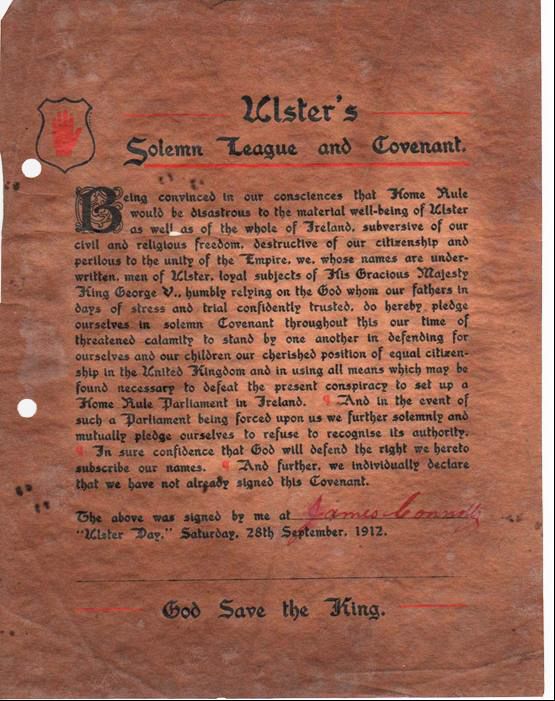 Ulster's
Solemn League and Covenant.
Being convinced in our consciences that Home Rule
would be disastrous to the material well-being of Ulster
as well as of the whole of Ireland, subversive of our
civil and religious freedom, destructive of our citizenship and
perilous to the unity of the Empire, we, whose names are under-
written, men of Ulster, loyal subjects of His Gracious Majesty
King George V., humbly relying on the God whom our fathers in
days of stress and trial confidently trusted, do hereby pledge
ourselves in solemn Covenant throughout this our time of
threatened calamity to stand by one another in defending for
ourselves and our children our cherished position of equal citizen-
ship in the United Kingdom and in using all means which may be
found necessary to defeat the present conspiracy to set up a
Home Rule Parliament in Ireland. ¶ And in the event of
such a Parliament being forced upon us we further solemnly and
mutually pledge ourselves to refuse to recognise its authority.
¶ In sure confidence that God will defend the right we hereto
subscribe our names. ¶ And further, we individually declare
that we have not already signed this Covenant.
The above was signed by me at James Connolly
"Ulster Day," Saturday, 28th September, 1912.
God Save the King.